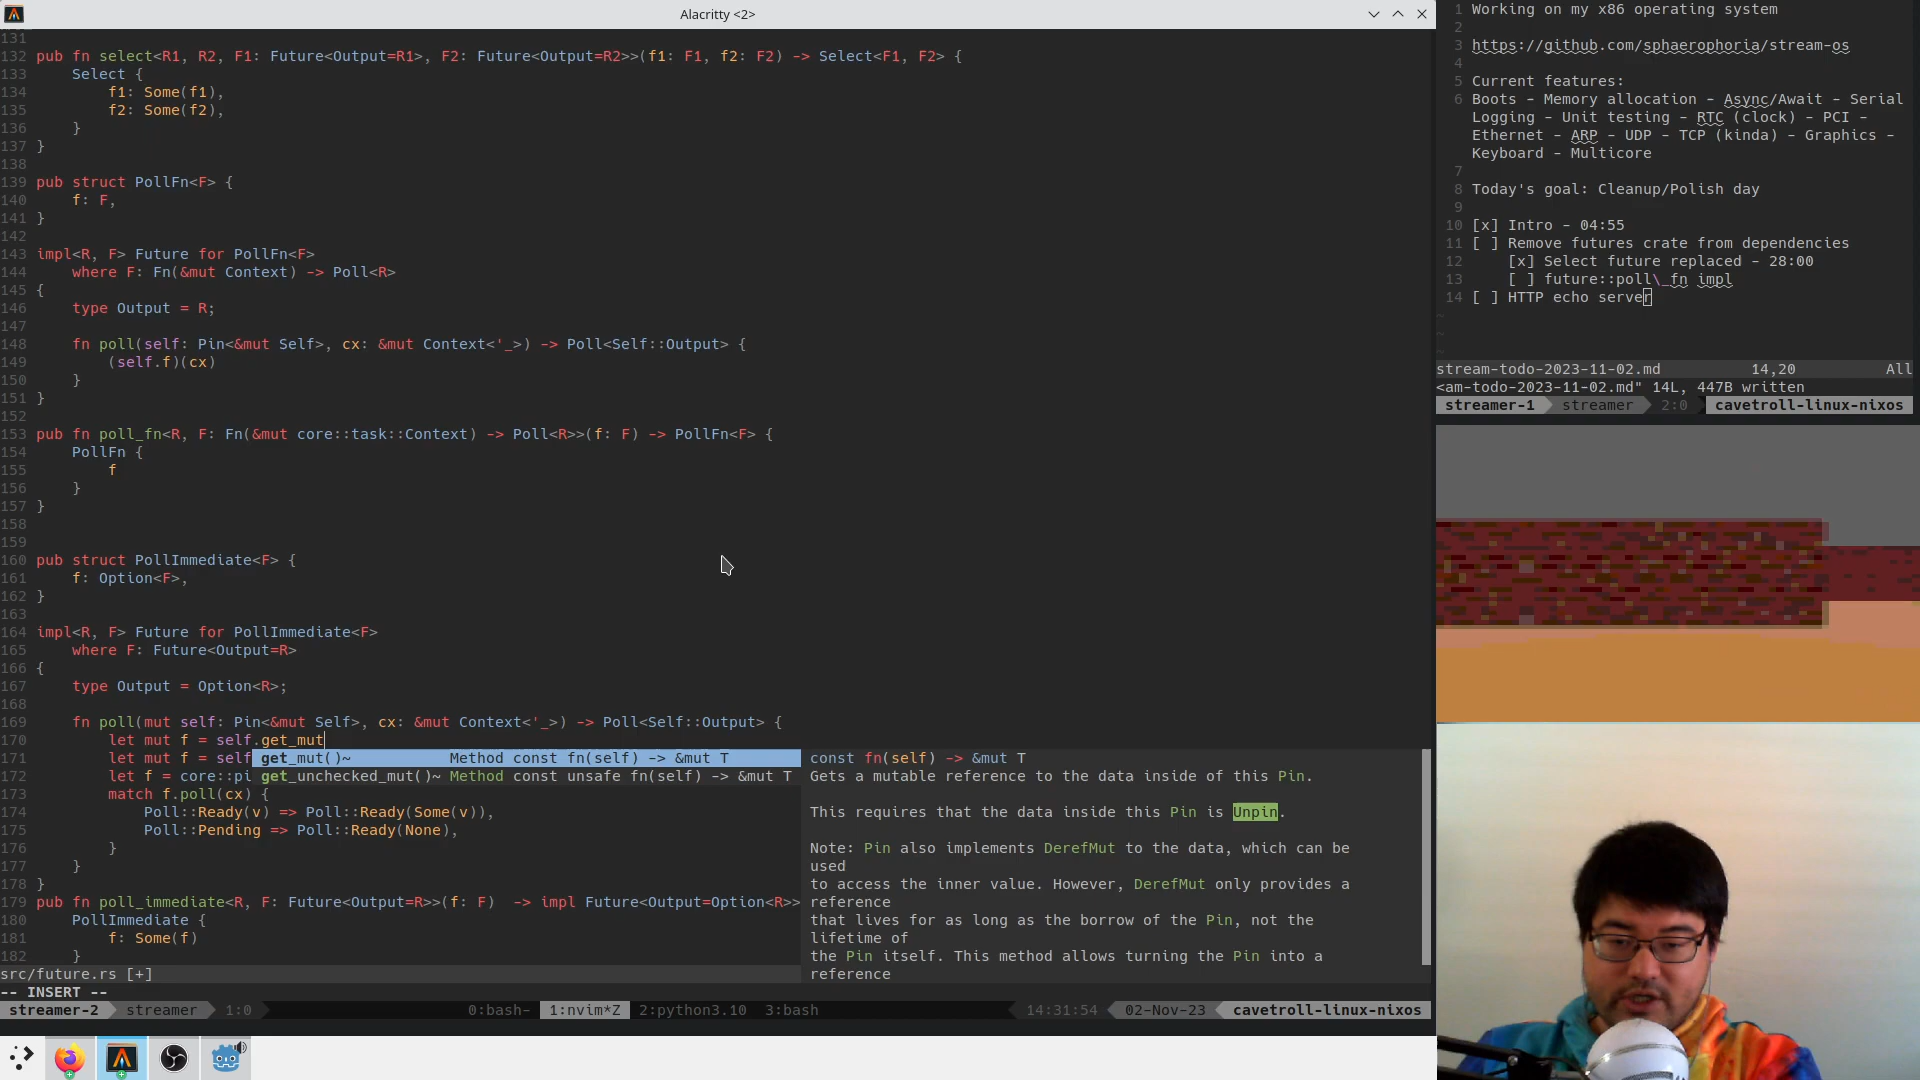 Alacritty <2>
131
132 pub fn select<R1, R2, F1: Future<Output=R1>, F2: Future<Output=R2>>(f1: F1, f2: F2) -> Select<F1, F2> {
133     Select {
134         f1: Some(f1),
135         f2: Some(f2),
136     }
137 }
138
139 pub struct PollFn<F> {
140     f: F,
141 }
142
143 impl<R, F> Future for PollFn<F>
144     where F: Fn(&mut Context) -> Poll<R>
145 {
146     type Output = R;
147
148     fn poll(self: Pin<&mut Self>, cx: &mut Context<'_>) -> Poll<Self::Output> {
149         (self.f)(cx)
150     }
151 }
152
153 pub fn poll_fn<R, F: Fn(&mut core::task::Context) -> Poll<R>>(f: F) -> PollFn<F> {
154     PollFn {
155         f
156     }
157 }
158
159
160 pub struct PollImmediate<F> {
161     f: Option<F>,
162 }
163
164 impl<R, F> Future for PollImmediate<F>
165     where F: Future<Output=R>
166 {
167     type Output = Option<R>;
168
169     fn poll(mut self: Pin<&mut Self>, cx: &mut Context<'_>) -> Poll<Self::Output> {
170         let mut f = self.get_mut
171         let mut f = self
172         let f = core::pi
173         match f.poll(cx) {
174             Poll::Ready(v) => Poll::Ready(Some(v)),
175             Poll::Pending => Poll::Ready(None),
176         }
177     }
178 }
179 pub fn poll_immediate<R, F: Future<Output=R>>(f: F)  -> impl Future<Output=Option<R>>
180     PollImmediate {
181         f: Some(f)
182     }
get_mut()~           Method const fn(self) -> &mut T
get_unchecked_mut()~ Method const unsafe fn(self) -> &mut T
const fn(self) -> &mut T
Gets a mutable reference to the data inside of this Pin.
This requires that the data inside this Pin is Unpin.
Note: Pin also implements DerefMut to the data, which can be
used
to access the inner value. However, DerefMut only provides a
reference
that lives for as long as the borrow of the Pin, not the
lifetime of
the Pin itself. This method allows turning the Pin into a
reference
src/future.rs [+]
-- INSERT --
streamer-2 streamer 1:0 0:bash- 1:nvim*Z 2:python3.10 3:bash 14:31:54 02-Nov-23 cavetroll-linux-nixos
1 Working on my x86 operating system
2
3 https://github.com/sphaerophoria/stream-os
4
5 Current features:
6 Boots - Memory allocation - Async/Await - Serial
Logging - Unit testing - RTC (clock) - PCI -
Ethernet - ARP - UDP - TCP (kinda) - Graphics -
Keyboard - Multicore
7
8 Today's goal: Cleanup/Polish day
9
10 [x] Intro - 04:55
11 [ ] Remove futures crate from dependencies
12     [x] Select future replaced - 28:00
13     [ ] future::poll\_fn impl
14 [ ] HTTP echo server
~
~
~
stream-todo-2023-11-02.md 14,20 All
<am-todo-2023-11-02.md" 14L, 447B written
streamer-1 streamer 2:0 cavetroll-linux-nixos